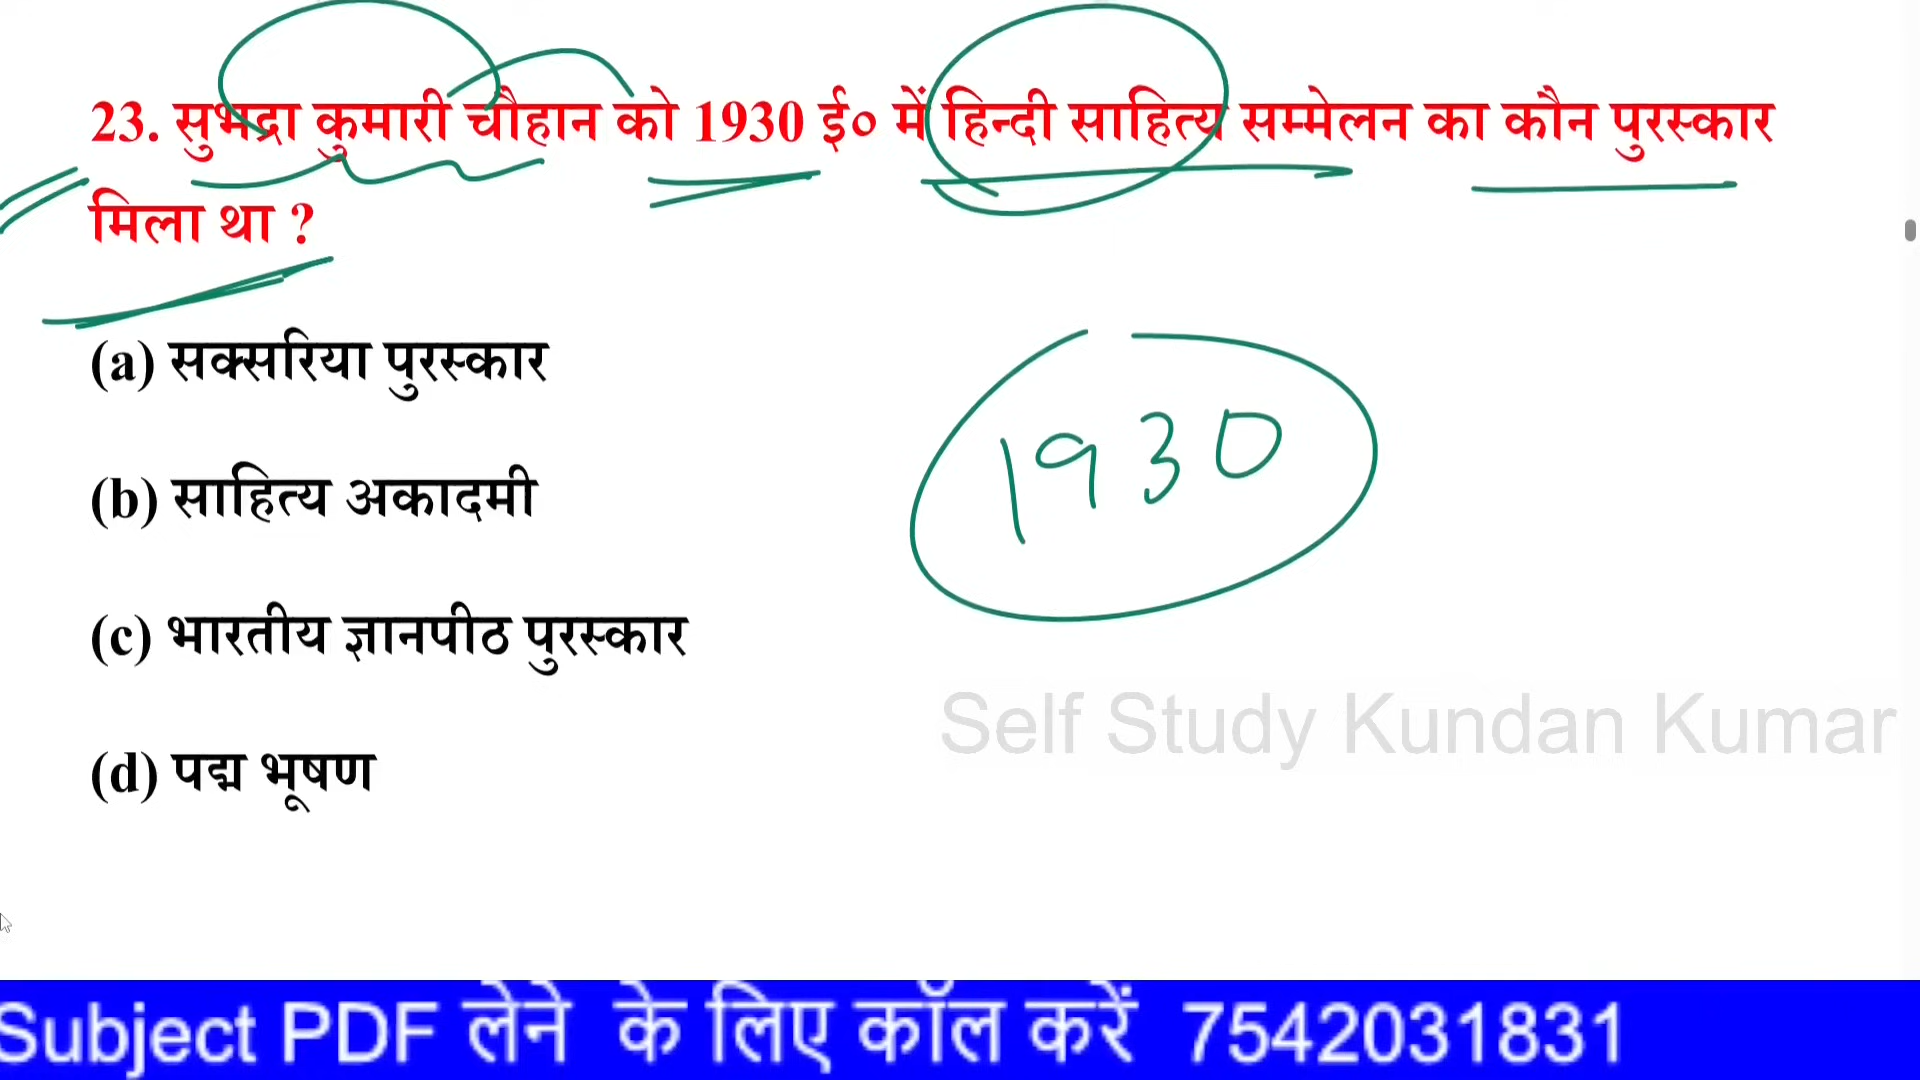 23. सुभद्रा कुमारी चौहान को 1930 ई० में हिन्दी साहित्य सम्मेलन का कौन पुरस्कार
मिला था ?
(a) सक्सरिया पुरस्कार
1930
(b) साहित्य अकादमी
(c) भारतीय ज्ञानपीठ पुरस्कार
Self Study Kundan Kumar
(d) पद्म भूषण
Subject PDF लेने के लिए कॉल करें 7542031831